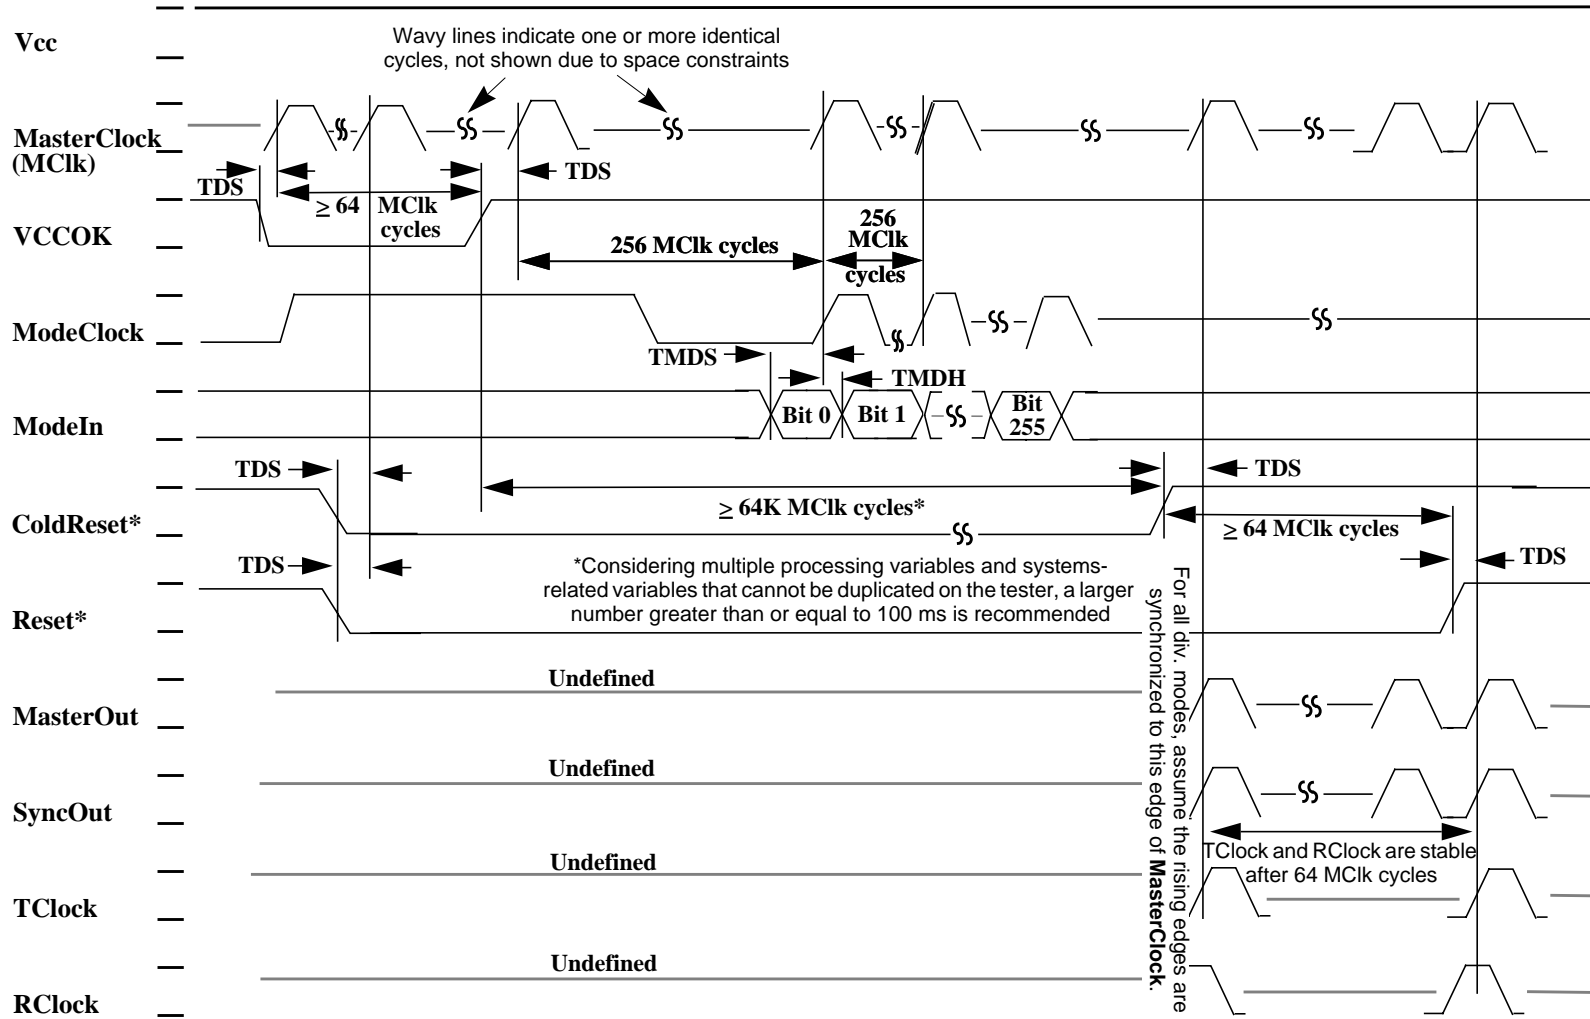 Vcc
Wavy lines indicate one or more identical
cycles, not shown due to space constraints
MasterClock
(MClk)
TDS
TDS
≥ 64 MClk
cycles
VCCOK
256 MClk cycles
256
MClk
cycles
ModeClock
TMDS
TMDH
ModeIn
Bit 0
Bit 1
Bit
255
TDS
TDS
≥ 64K MClk cycles*
ColdReset*
≥ 64 MClk cycles
TDS
TDS
*Considering multiple processing variables and systems-
related variables that cannot be duplicated on the tester, a larger
number greater than or equal to 100 ms is recommended
Reset*
For all div. modes, assume the rising edges are
synchronized to this edge of MasterClock.
Undefined
MasterOut
Undefined
SyncOut
TClock and RClock are stable
after 64 MClk cycles
Undefined
TClock
Undefined
RClock